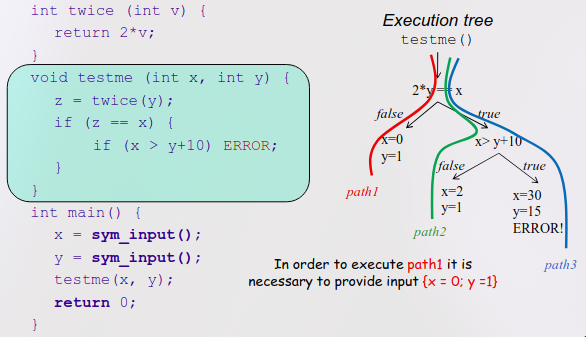 int twice (int v) {
return 2*v;
}
void testme (int x, int y) {
z = twice(y);
if (z == x) {
if (x > y+10) ERROR;
}
}
int main() {
x = sym_input();
y = sym_input();
testme(x, y);
return 0;
}
Execution tree
testme()
2*y == x
false
true
x=0
y=1
x> y+10
path1
false
true
x=2
y=1
x=30
y=15
ERROR!
path2
path3
In order to execute path1 it is
necessary to provide input {x = 0; y =1}